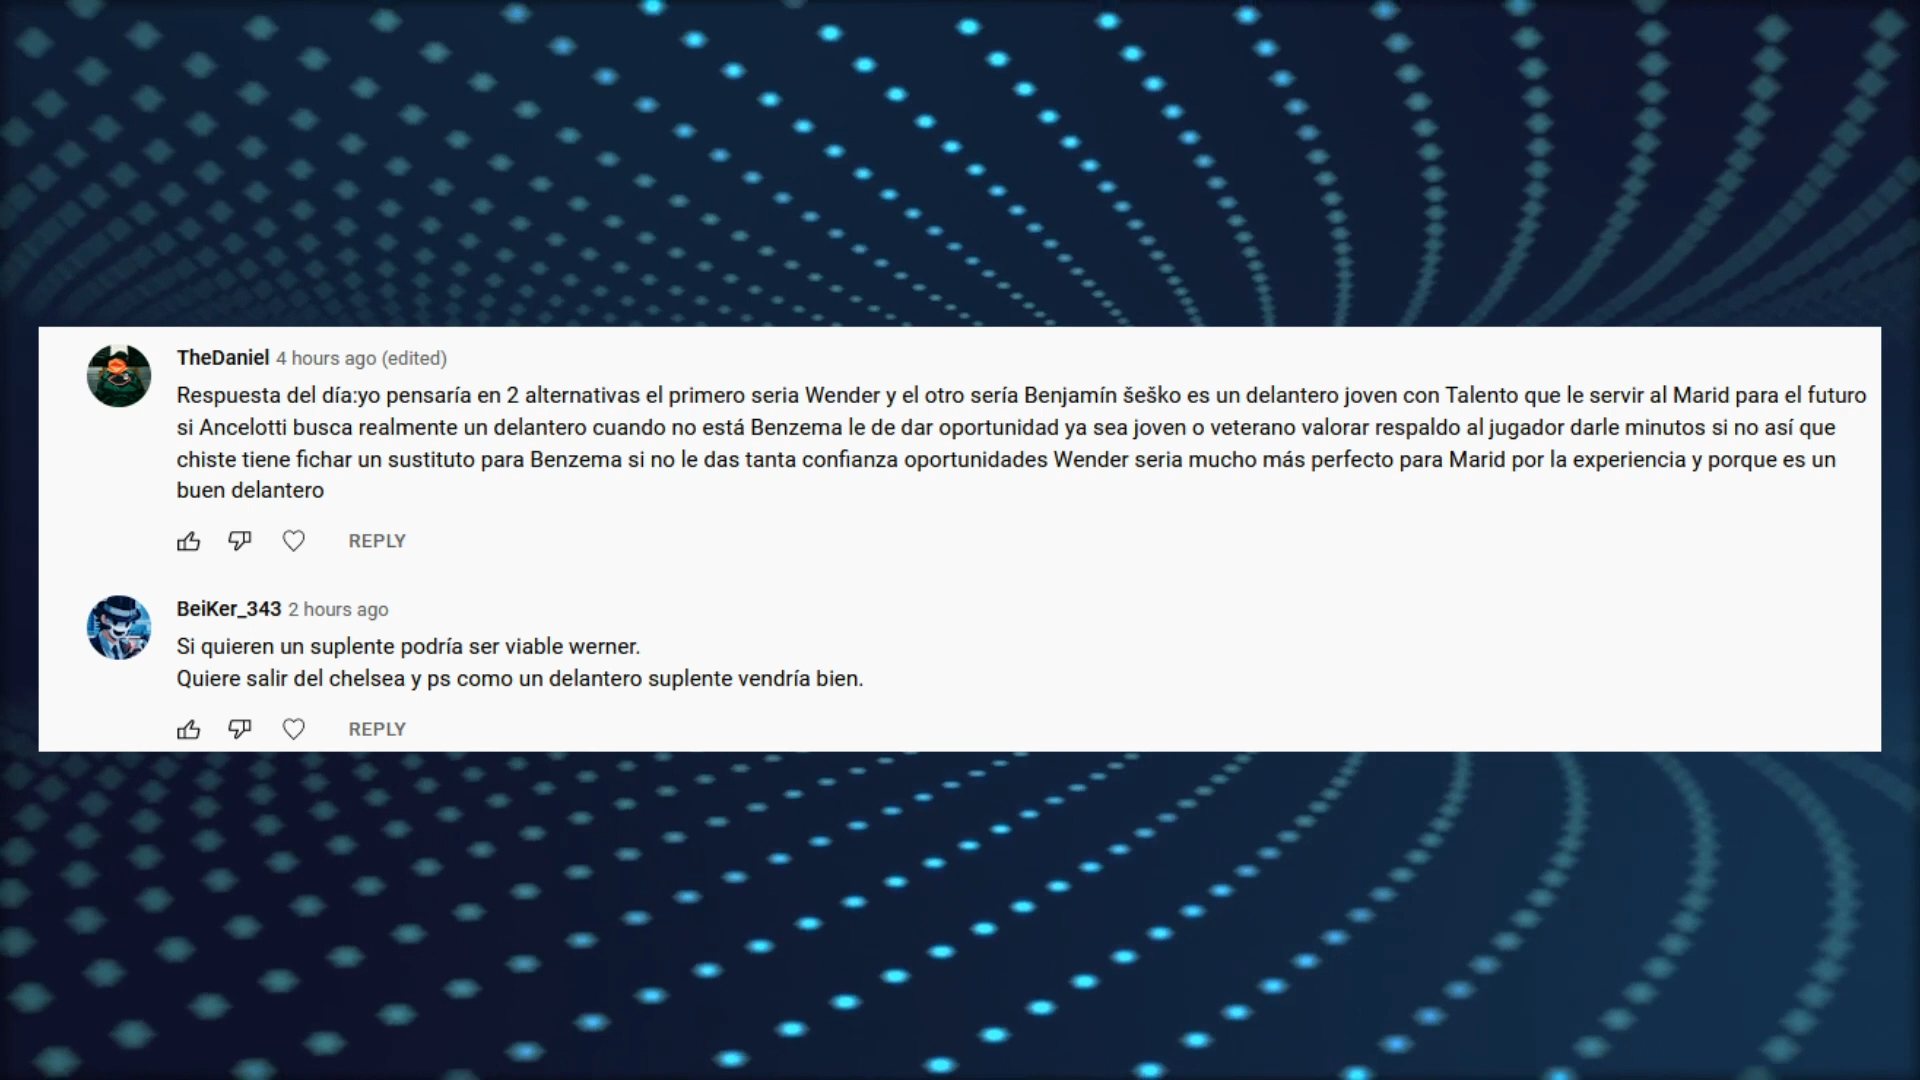 TheDaniel 4 hours ago (edited)
Respuesta del día:yo pensaría en 2 alternativas el primero seria Wender y el otro sería Benjamín šeško es un delantero joven con Talento que le servir al Marid para el futuro
si Ancelotti busca realmente un delantero cuando no está Benzema le de dar oportunidad ya sea joven o veterano valorar respaldo al jugador darle minutos si no así que
chiste tiene fichar un sustituto para Benzema si no le das tanta confianza oportunidades Wender seria mucho más perfecto para Marid por la experiencia y porque es un
buen delantero
REPLY
BeiKer_343 2 hours ago
Si quieren un suplente podría ser viable werner.
Quiere salir del chelsea y ps como un delantero suplente vendría bien.
REPLY